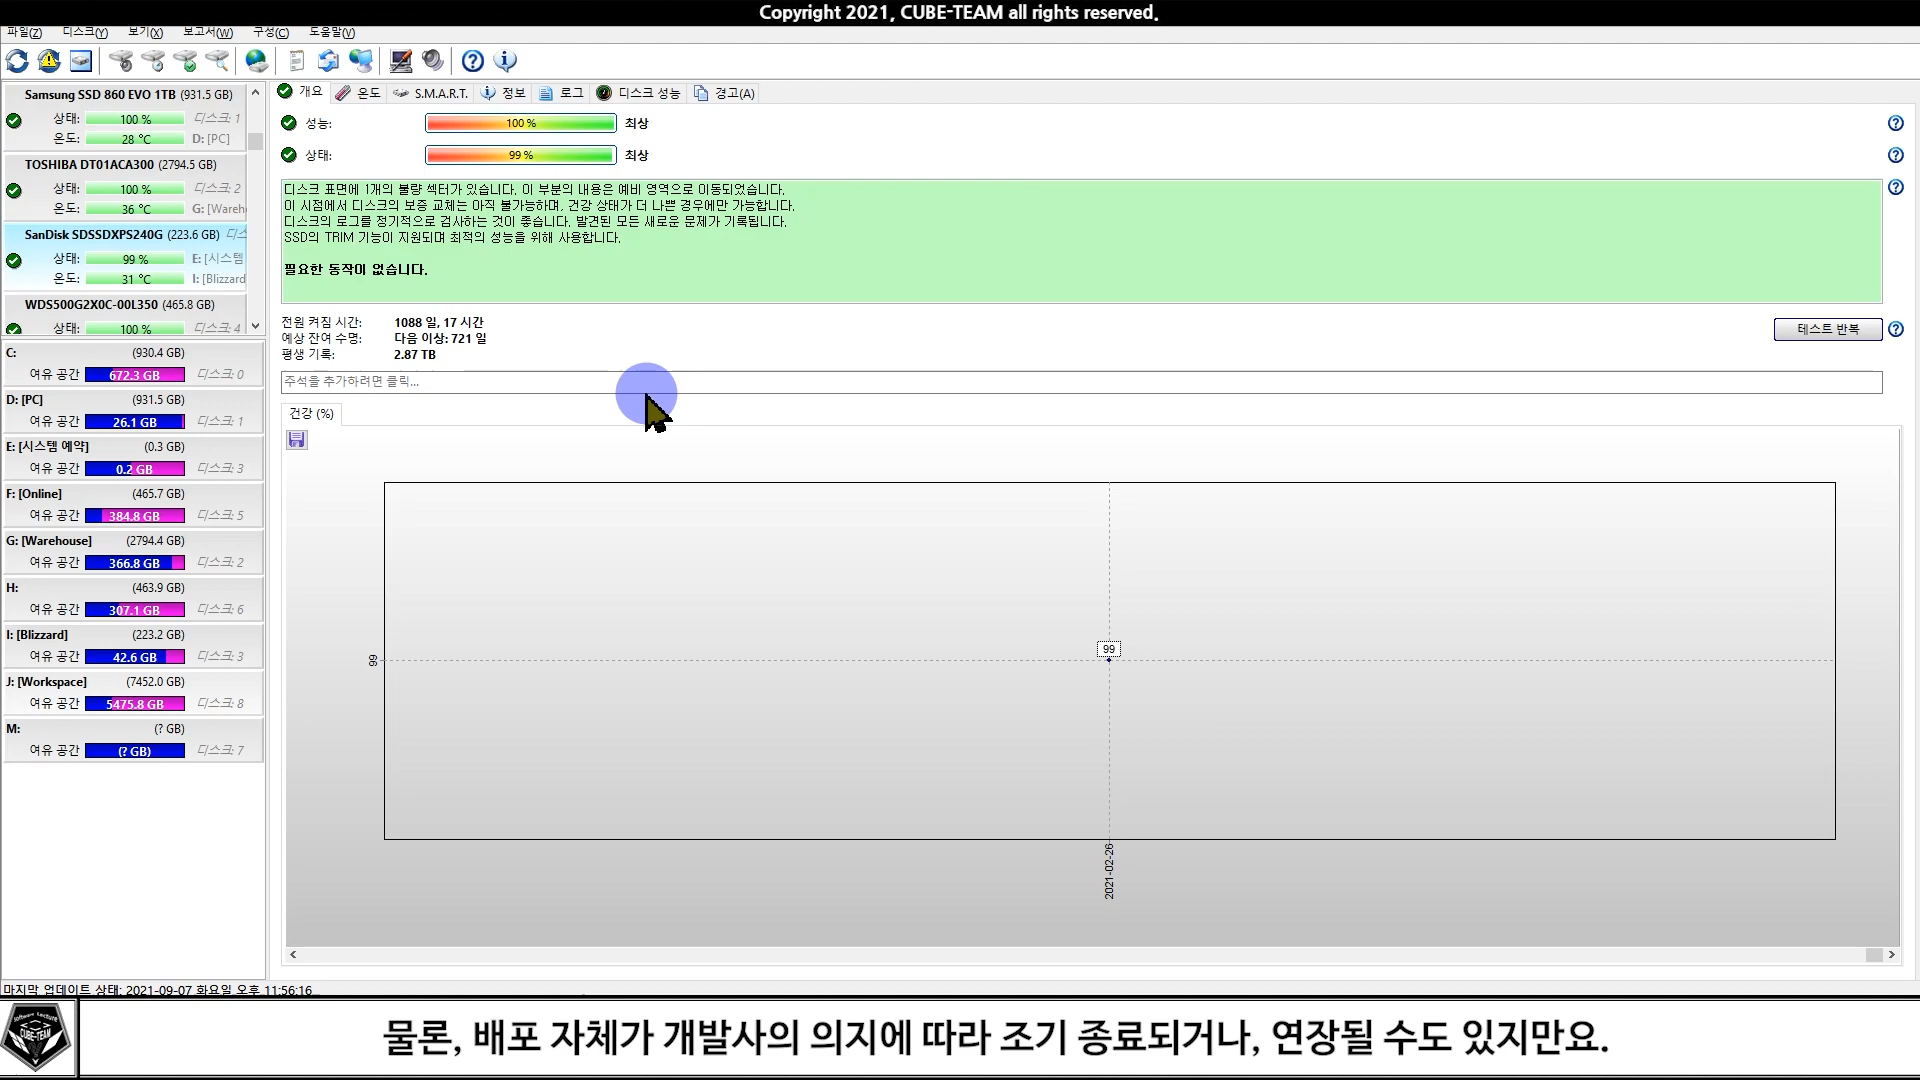 Copyright 2021, CUBE-TEAM all rights reserved.
파일(Z) 디스크(Y) 보기(X) 보고서(W) 구성(C) 도움말(V)
Samsung SSD 860 EVO 1TB (931.5 GB)
상태: 100 % 디스크: 1
온도: 28 °C D: [PC]
TOSHIBA DT01ACA300 (2794.5 GB)
상태: 100 % 디스크: 2
온도: 36 °C G: [Wareh
SanDisk SDSSDXPS240G (223.6 GB) 디스
상태: 99 % E: [시스템
온도: 31 °C I: [Blizzard
WDS500G2X0C-00L350 (465.8 GB)
상태: 100 % 디스크: 4
C: (930.4 GB)
여유 공간 672.3 GB 디스크: 0
D: [PC] (931.5 GB)
여유 공간 26.1 GB 디스크: 1
E: [시스템 예약] (0.3 GB)
여유 공간 0.2 GB 디스크: 3
F: [Online] (465.7 GB)
여유 공간 384.8 GB 디스크: 5
G: [Warehouse] (2794.4 GB)
여유 공간 366.8 GB 디스크: 2
H: (463.9 GB)
여유 공간 307.1 GB 디스크: 6
I: [Blizzard] (223.2 GB)
여유 공간 42.6 GB 디스크: 3
J: [Workspace] (7452.0 GB)
여유 공간 5475.8 GB 디스크: 8
M: (? GB)
여유 공간 (? GB) 디스크: 7
개요 온도 S.M.A.R.T. 정보 로그 디스크 성능 경고(A)
성능: 100 % 최상
상태: 99 % 최상
디스크 표면에 1개의 불량 섹터가 있습니다. 이 부분의 내용은 예비 영역으로 이동되었습니다.
이 시점에서 디스크의 보증 교체는 아직 불가능하며, 건강 상태가 더 나쁜 경우에만 가능합니다.
디스크의 로그를 정기적으로 검사하는 것이 좋습니다. 발견된 모든 새로운 문제가 기록됩니다.
SSD의 TRIM 기능이 지원되며 최적의 성능을 위해 사용합니다.
필요한 동작이 없습니다.
전원 켜짐 시간: 1088 일, 17 시간
예상 잔여 수명: 다음 이상: 721 일
평생 기록: 2.87 TB
테스트 반복
주석을 추가하려면 클릭...
건강 (%)
99
99
2021-02-26
마지막 업데이트 상태: 2021-09-07 화요일 오후 11:56:16
Software Lecture
CUBE-TEAM
물론, 배포 자체가 개발사의 의지에 따라 조기 종료되거나, 연장될 수도 있지만요.